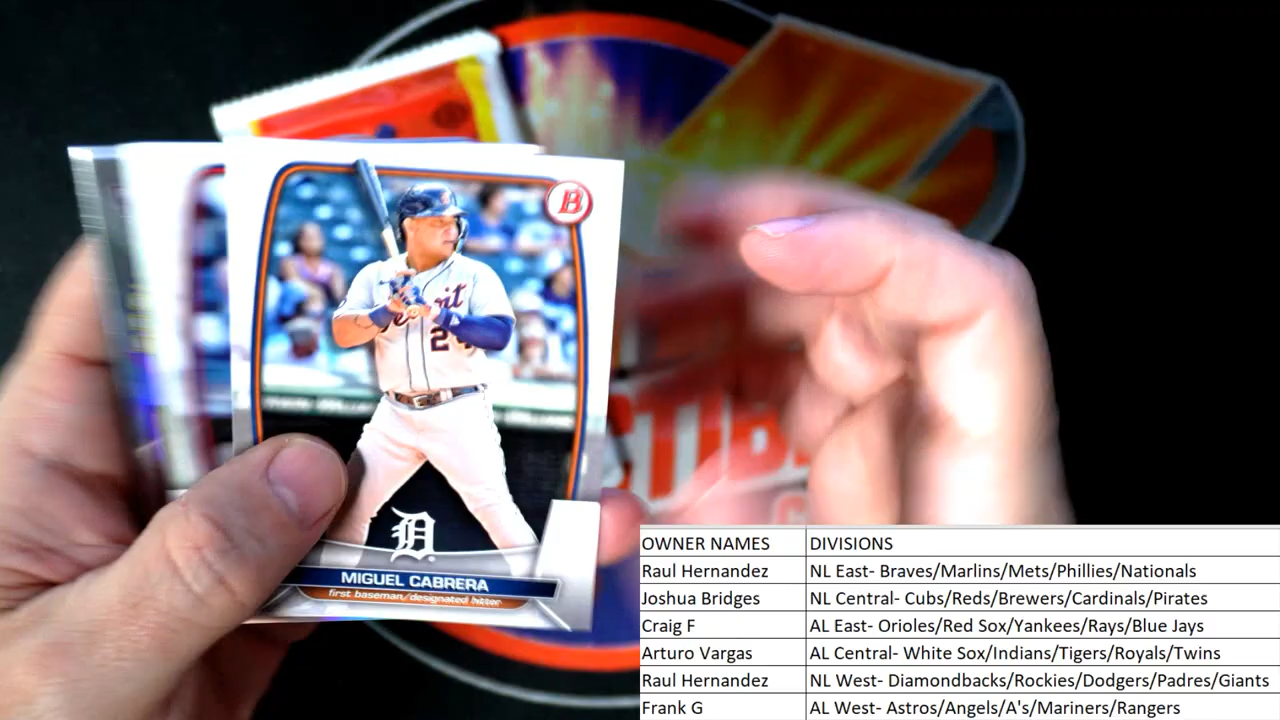 B
Detroit
24
D
MIGUEL CABRERA
first baseman/designated hitter
CTIB
OWNER NAMES DIVISIONS
Raul Hernandez NL East- Braves/Marlins/Mets/Phillies/Nationals
Joshua Bridges NL Central- Cubs/Reds/Brewers/Cardinals/Pirates
Craig F AL East- Orioles/Red Sox/Yankees/Rays/Blue Jays
Arturo Vargas AL Central- White Sox/Indians/Tigers/Royals/Twins
Raul Hernandez NL West- Diamondbacks/Rockies/Dodgers/Padres/Giants
Frank G AL West- Astros/Angels/A's/Mariners/Rangers